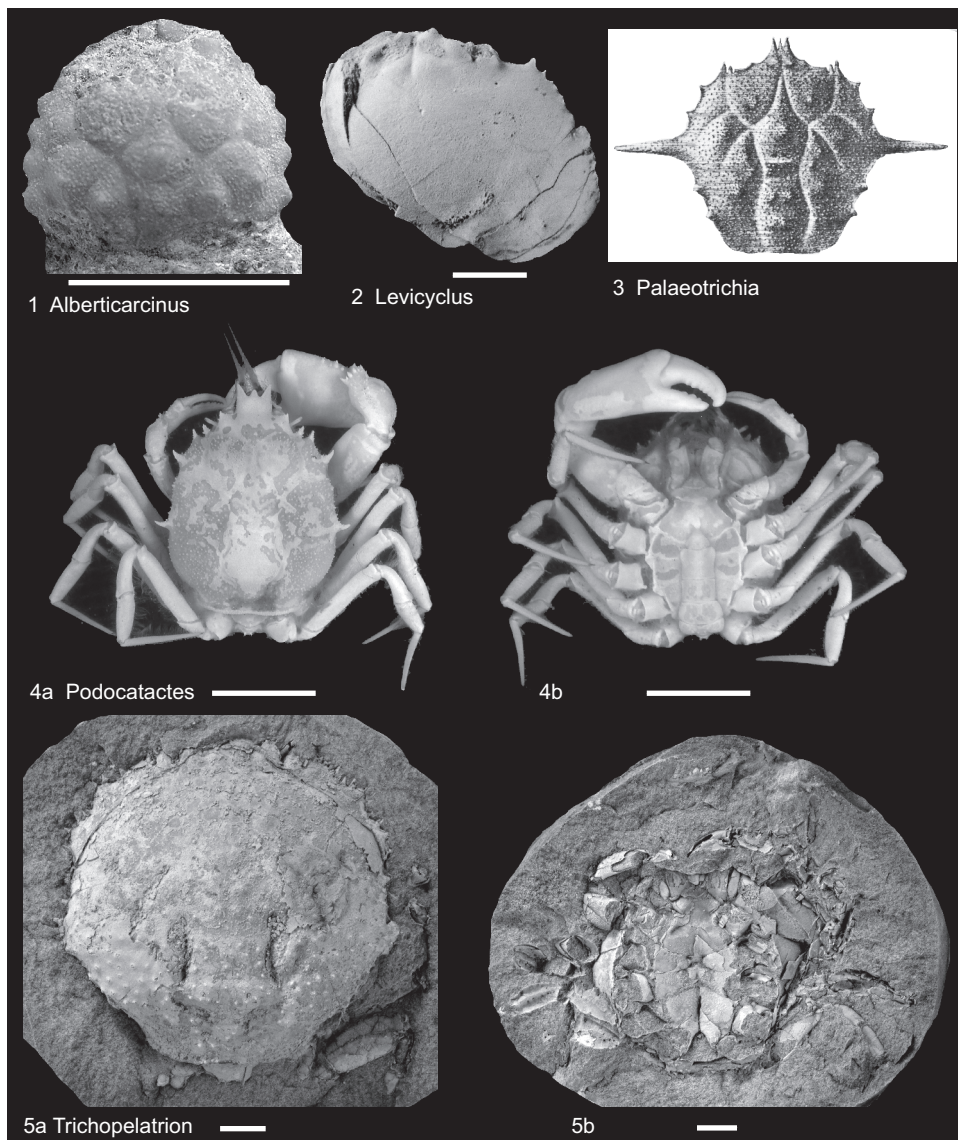 1 Alberticarcinus
2 Levicyclus
3 Palaeotrichia
4a Podocatactes
4b
5a Trichopelatrion
5b